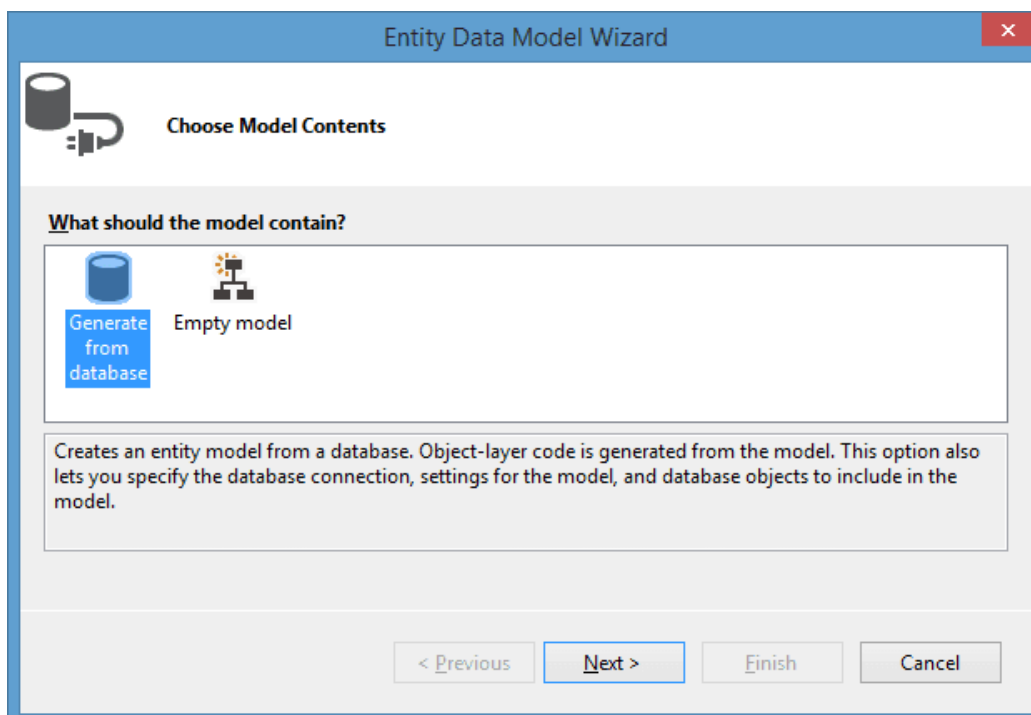 Entity Data Model Wizard
Choose Model Contents
What should the model contain?
Generate
from
database
Empty model
Creates an entity model from a database. Object-layer code is generated from the model. This option also
lets you specify the database connection, settings for the model, and database objects to include in the
model.
< Previous
Next >
Finish
Cancel